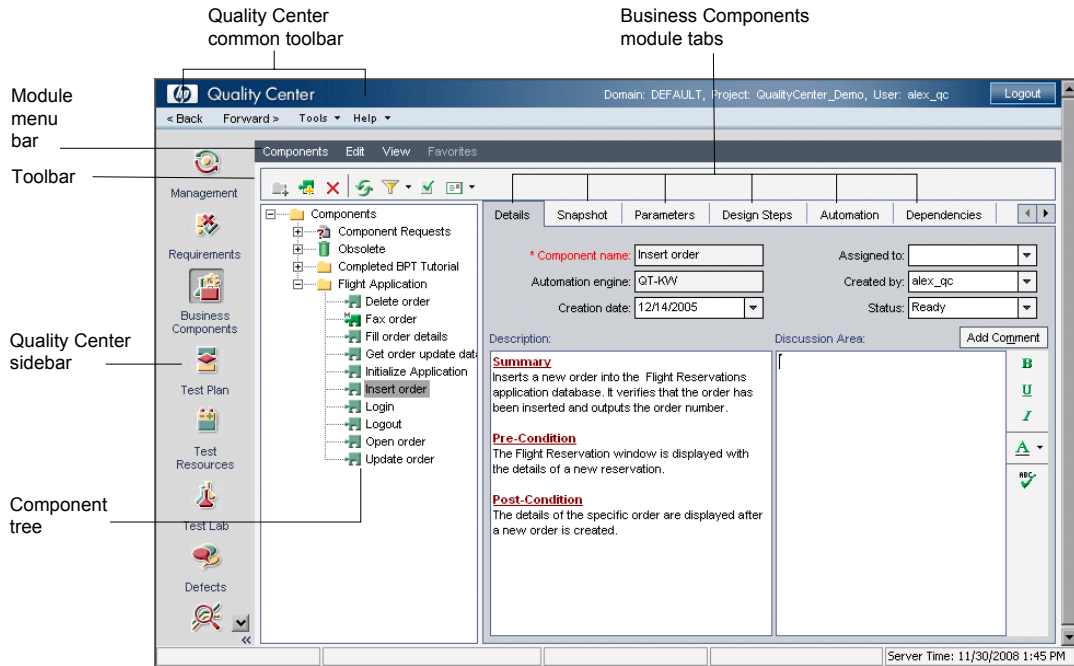 Quality Center
common toolbar
Business Components
module tabs
Module
menu
bar
Toolbar
Quality Center
sidebar
Component
tree
hp Quality Center
Domain: DEFAULT, Project: QualityCenter_Demo, User: alex_qc
Logout
< Back Forward > Tools Help
Components Edit View Favorites
Management
Requirements
Business
Components
Test Plan
Test
Resources
Test Lab
Defects
Components
Component Requests
Obsolete
Completed BPT Tutorial
Flight Application
Delete order
Fax order
Fill order details
Get order update dat
Initialize Application
Insert order
Login
Logout
Open order
Update order
Details Snapshot Parameters Design Steps Automation Dependencies
* Component name: Insert order
Assigned to:
Automation engine: QT-KW
Created by: alex_qc
Creation date: 12/14/2005
Status: Ready
Description:
Discussion Area:
Add Comment
Summary
Inserts a new order into the Flight Reservations
application database. It verifies that the order has
been inserted and outputs the order number.
Pre-Condition
The Flight Reservation window is displayed with
the details of a new reservation.
Post-Condition
The details of the specific order are displayed after
a new order is created.
B
U
I
A
ABC
«
Server Time: 11/30/2008 1:45 PM